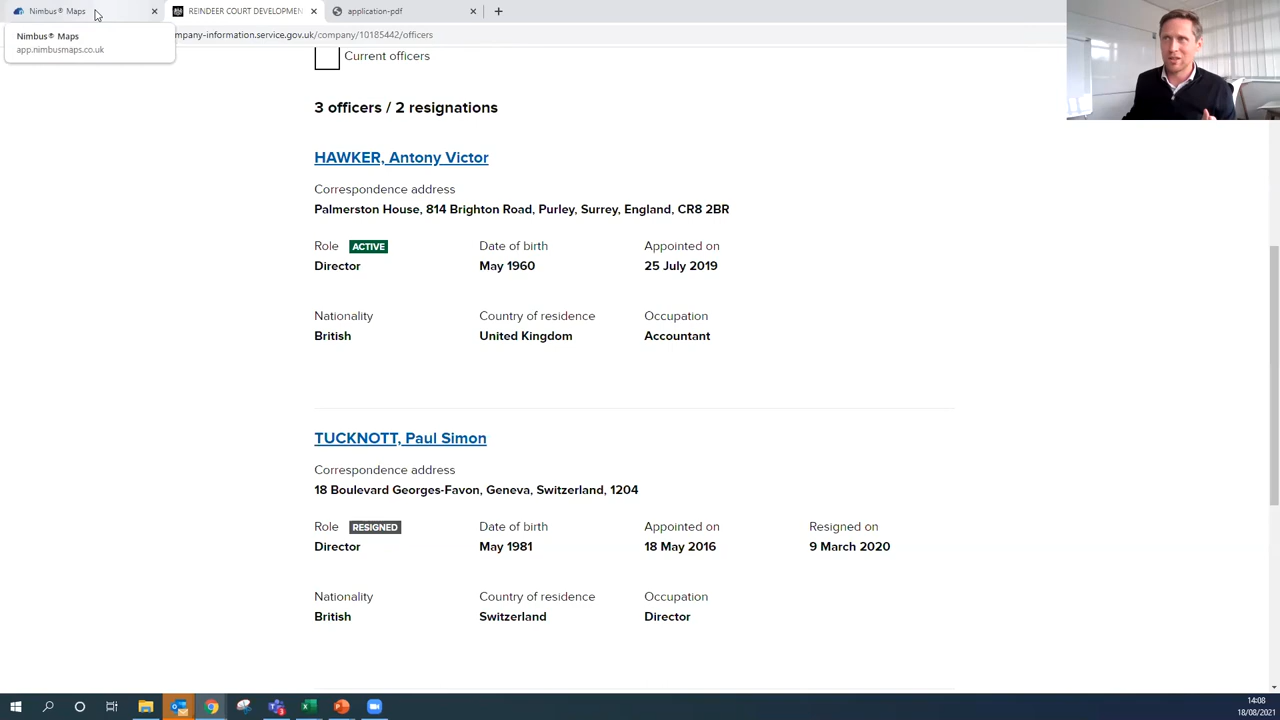 Nimbus® Maps
REINDEER COURT DEVELOPMEN
application-pdf
Nimbus® Maps
app.nimbusmaps.co.uk
mpany-information.service.gov.uk/company/10185442/officers
Current officers
3 officers / 2 resignations
HAWKER, Antony Victor
Correspondence address
Palmerston House, 814 Brighton Road, Purley, Surrey, England, CR8 2BR
Role ACTIVE Date of birth Appointed on
Director May 1960 25 July 2019
Nationality Country of residence Occupation
British United Kingdom Accountant
TUCKNOTT, Paul Simon
Correspondence address
18 Boulevard Georges-Favon, Geneva, Switzerland, 1204
Role RESIGNED Date of birth Appointed on Resigned on
Director May 1981 18 May 2016 9 March 2020
Nationality Country of residence Occupation
British Switzerland Director
14:08
18/08/2021